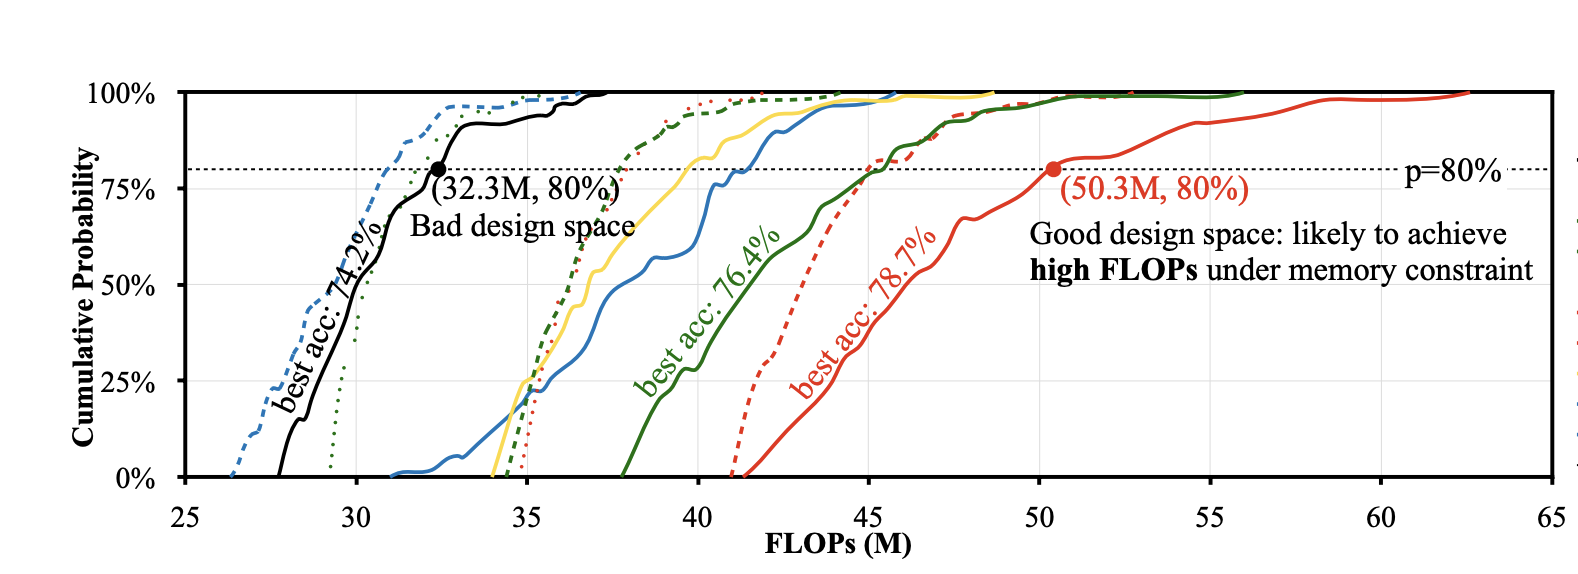 100%
75%
50%
25%
0%
Cumulative Probability
p=80%
(32.3M, 80%)
Bad design space
(50.3M, 80%)
Good design space: likely to achieve
high FLOPs under memory constraint
best acc: 74.2%
best acc: 76.4%
best acc: 78.7%
25 30 35 40 45 50 55 60 65
FLOPs (M)